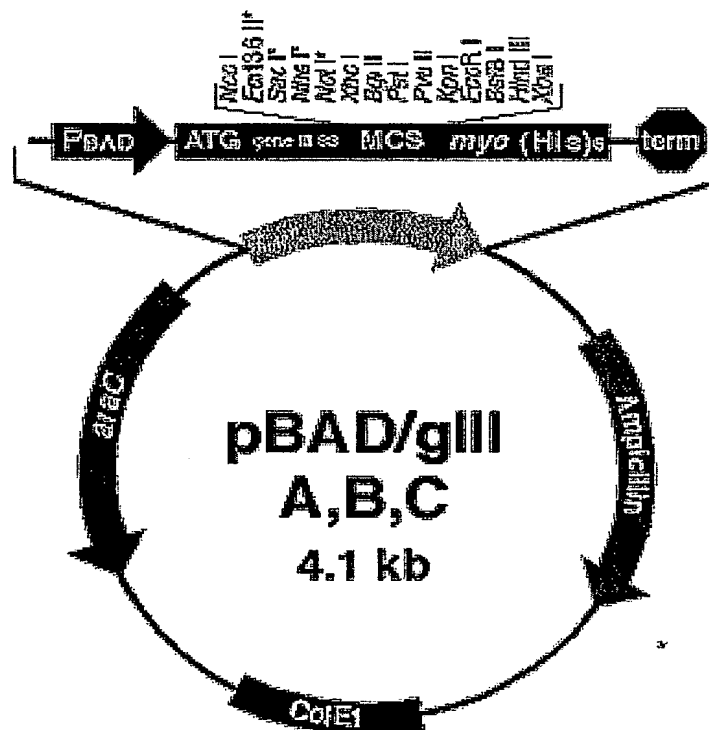 Nco I
Eco136 II*
Sac I*
Nhe I*
Not I*
Xho I
Bgl II
Pst I
Pvu II
Kpn I
EcoR I
BstB I
Hind III
Xba I
PBAD
ATG gene III SS MCS myc (His)6
term
araC
Ampicillin
pBAD/gIII
A,B,C
4.1 kb
ColE1